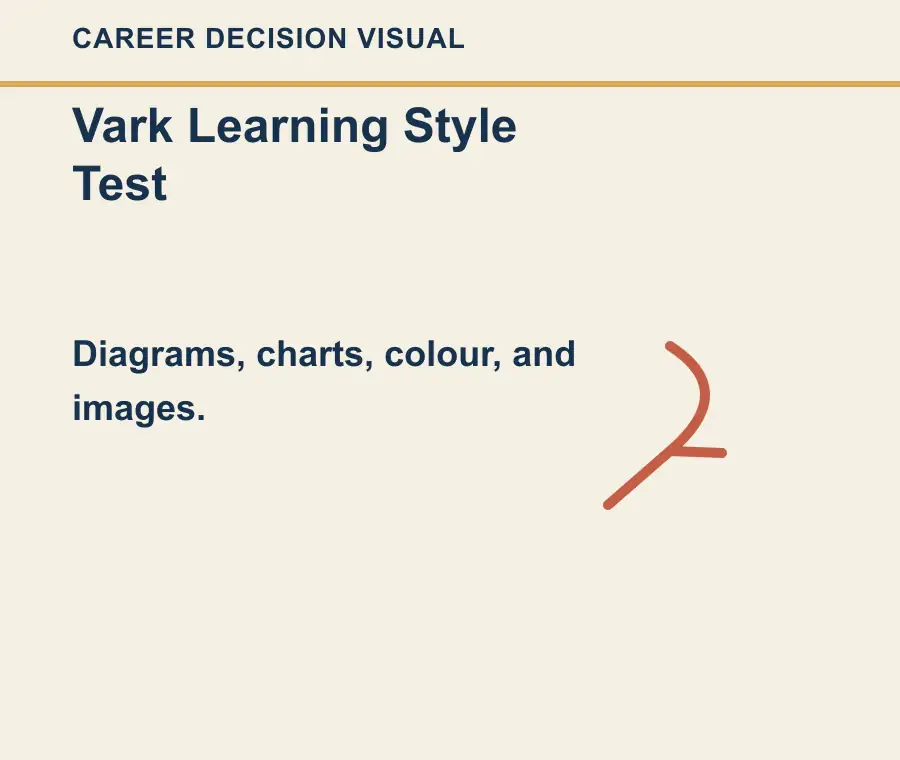 CAREER DECISION VISUAL
Vark Learning Style
Test
Diagrams, charts, colour, and
images.